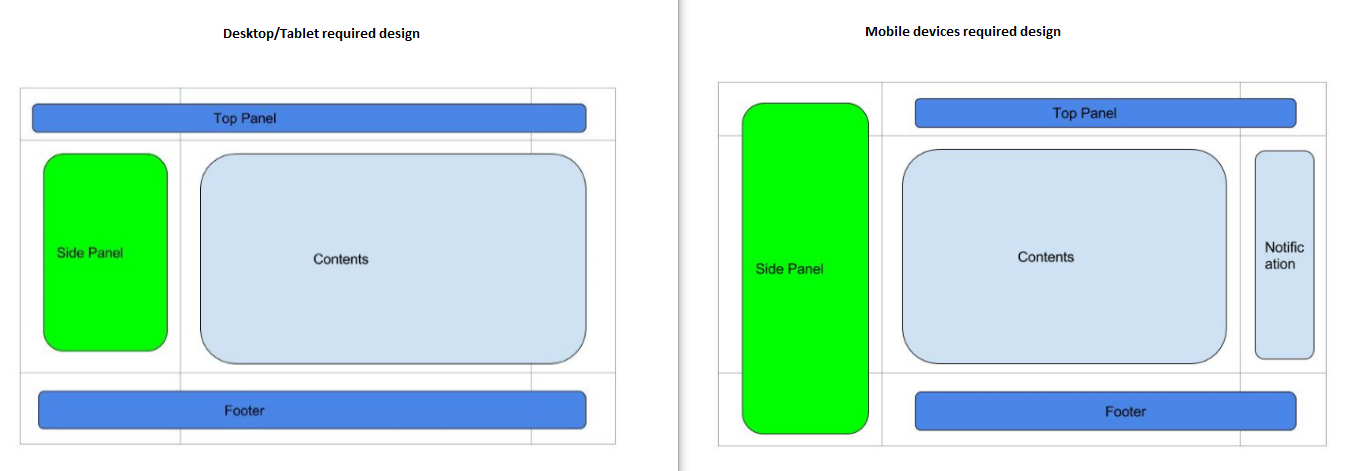 Desktop/Tablet required design
Top Panel
Side Panel
Contents
Footer
Mobile devices required design
Top Panel
Side Panel
Contents
Notific
ation
Footer